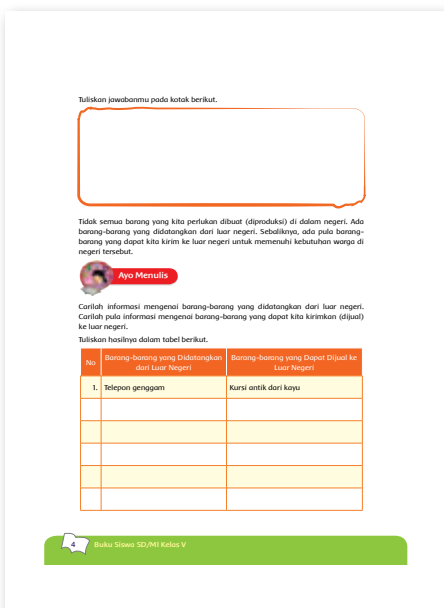 Tuliskan jawabanmu pada kotak berikut.
Tidak semua barang yang kita perlukan dibuat (diproduksi) di dalam negeri. Ada
barang-barang yang didatangkan dari luar negeri. Sebaliknya, ada pula barang-
barang yang dapat kita kirim ke luar negeri untuk memenuhi kebutuhan warga di
negeri tersebut.
Ayo Menulis
Carilah informasi mengenai barang-barang yang didatangkan dari luar negeri.
Carilah pula informasi mengenai barang-barang yang dapat kita kirimkan (dijual)
ke luar negeri.
Tuliskan hasilnya dalam tabel berikut.
No
Barang-barang yang Didatangkan
dari Luar Negeri
Barang-barang yang Dapat Dijual ke
Luar Negeri
1. Telepon genggam Kursi antik dari kayu
4 Buku Siswa SD/MI Kelas V